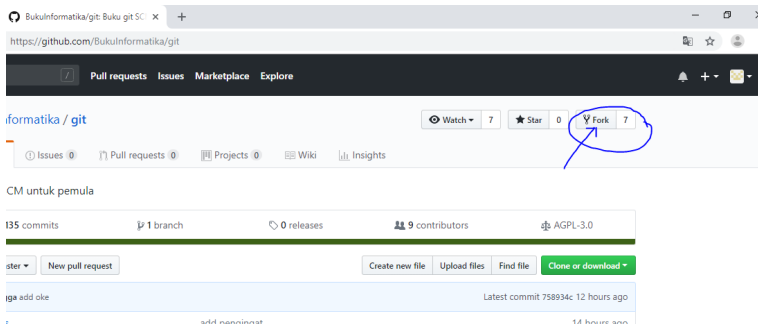 BukuInformatika/git: Buku git SC
https://github.com/BukuInformatika/git
/ Pull requests Issues Marketplace Explore
nformatika / git
Watch 7 Star 0 Fork 7
Issues 0 Pull requests 0 Projects 0 Wiki Insights
CM untuk pemula
135 commits 1 branch 0 releases 9 contributors AGPL-3.0
ster New pull request Create new file Upload files Find file Clone or download
gga add oke Latest commit 758934c 12 hours ago
add pengingat 14 hours ago